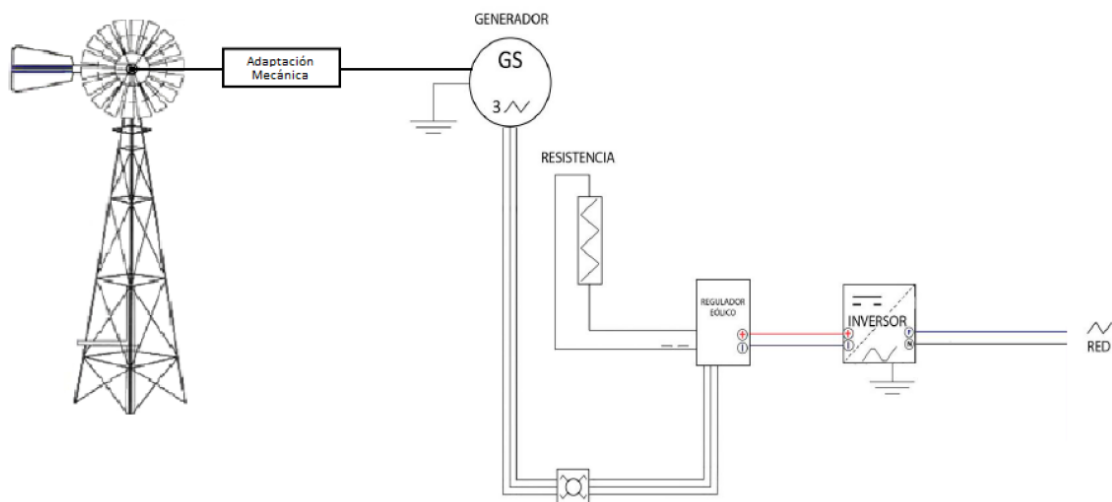 GENERADOR
Adaptación
Mecánica
GS
3
RESISTENCIA
REGULADOR
EÓLICO
INVERSOR
+
+
F
N
RED